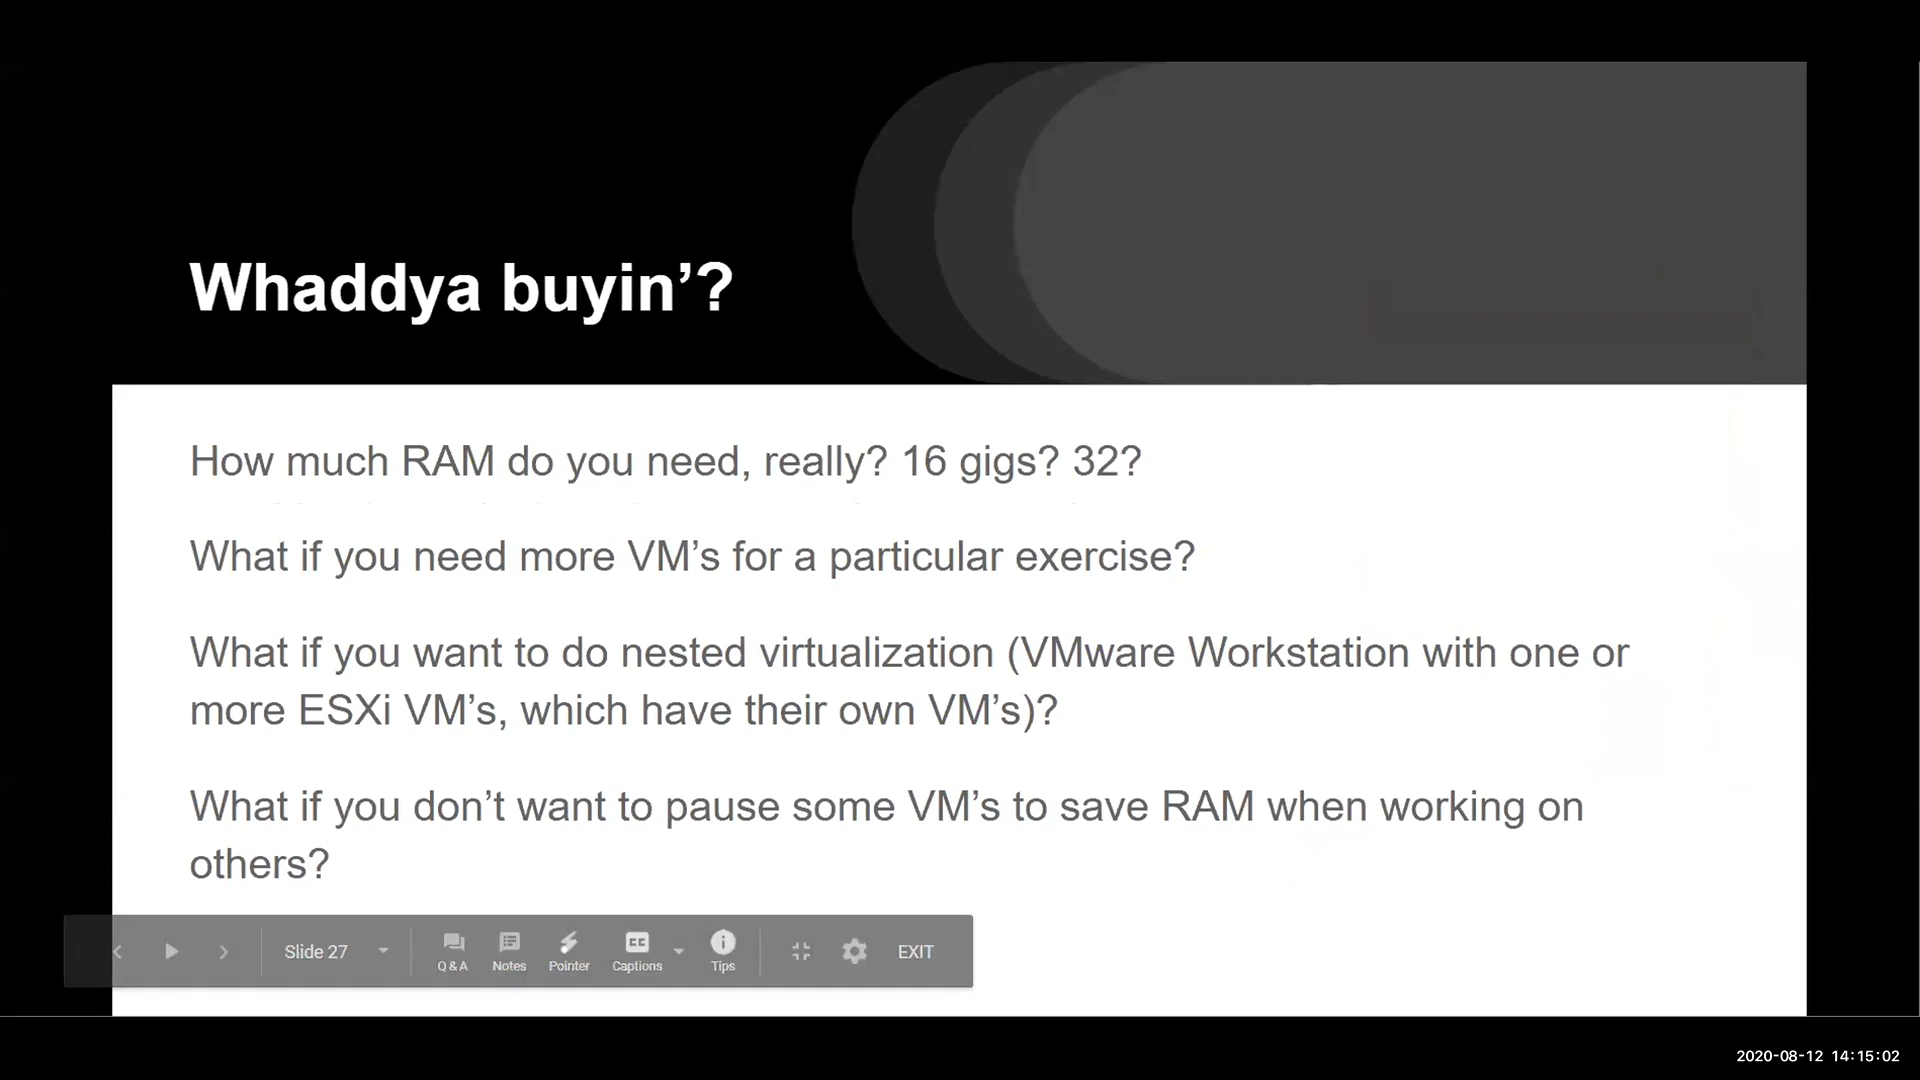 Whaddya buyin’?
How much RAM do you need, really? 16 gigs? 32?
What if you need more VM’s for a particular exercise?
What if you want to do nested virtualization (VMware Workstation with one or
more ESXi VM’s, which have their own VM’s)?
What if you don’t want to pause some VM’s to save RAM when working on
others?
Slide 27
Q & A
Notes
Pointer
CC
Captions
Tips
EXIT
2020-08-12 14:15:02